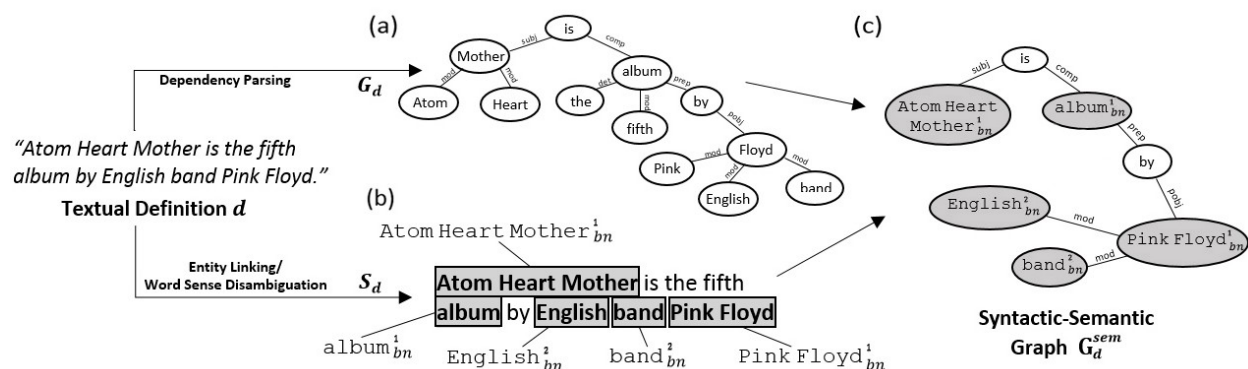 (a)
is
subj
comp
Mother
mod
mod
Atom
Heart
album
det
mod
prep
the
fifth
by
pobj
Floyd
mod
mod
mod
Pink
English
band
Dependency Parsing G_d
“Atom Heart Mother is the fifth
album by English band Pink Floyd.”
Textual Definition d
Entity Linking/
Word Sense Disambiguation S_d
(b)
Atom Heart Mother¹bn
Atom Heart Mother is the fifth
album by English band Pink Floyd
album¹bn
English²bn
band²bn
Pink Floyd¹bn
(c)
is
subj
comp
Atom Heart
Mother¹bn
album¹bn
prep
by
pobj
English²bn
mod
Pink Floyd¹bn
band²bn
mod
Syntactic-Semantic
Graph G_d^sem